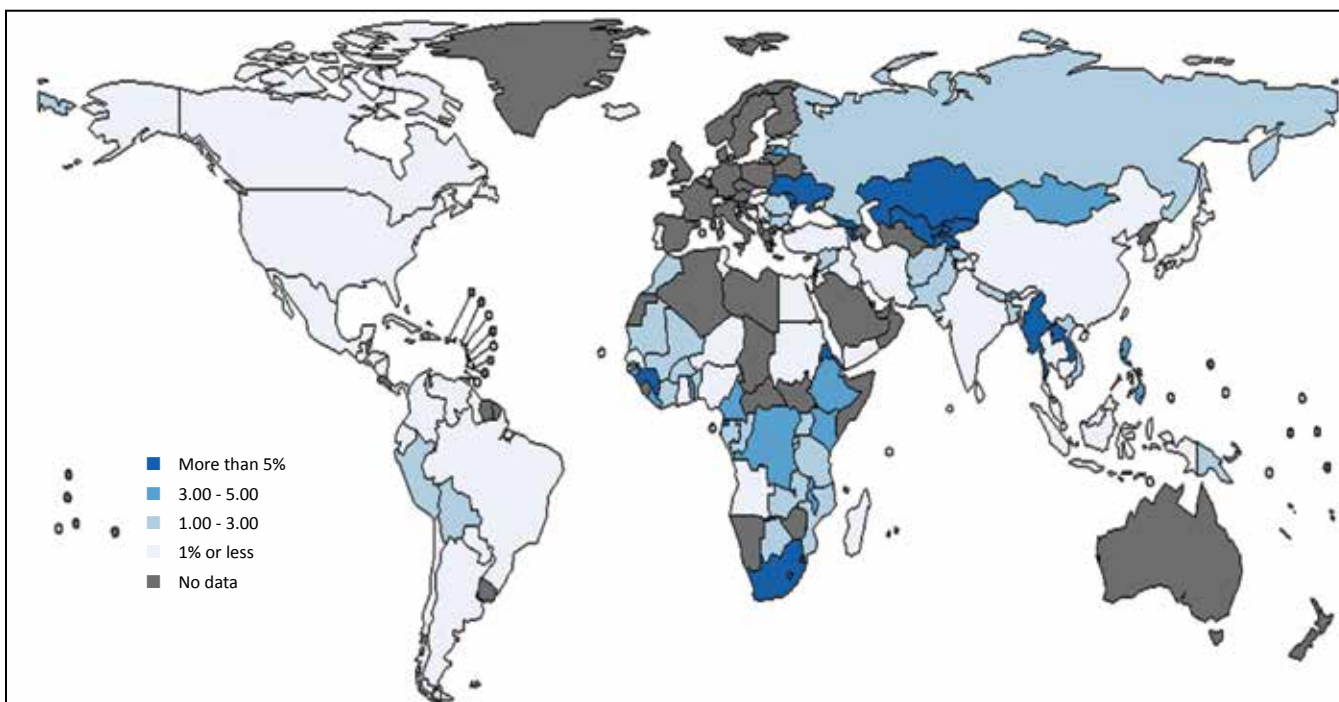 More than 5%
3.00 - 5.00
1.00 - 3.00
1% or less
No data